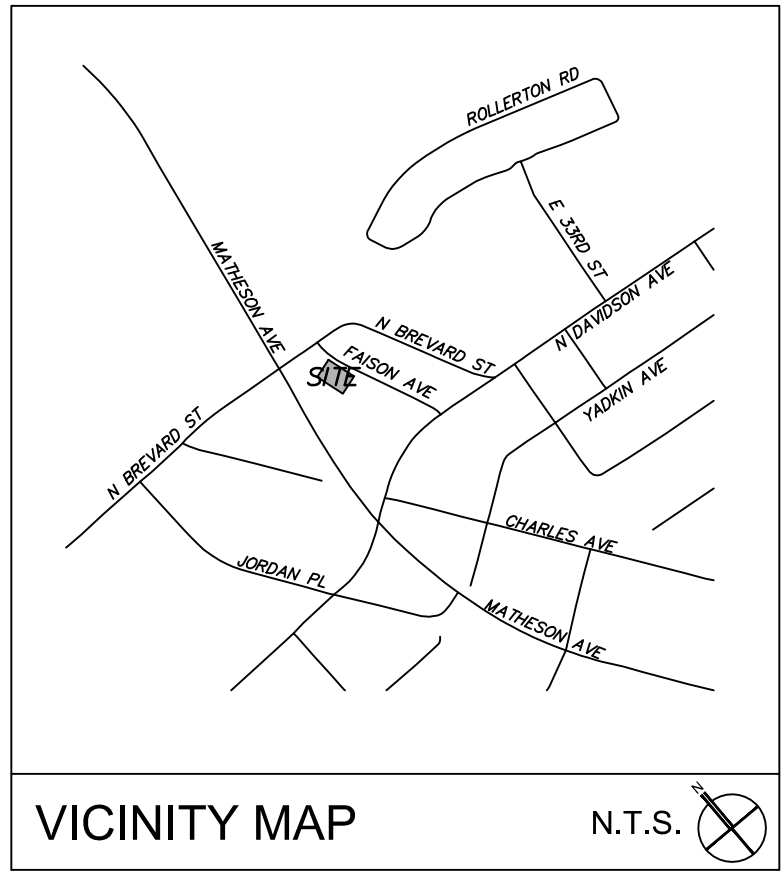 ROLLERTON RD
E 33RD ST
MATHESON AVE
N DAVIDSON AVE
N BREVARD ST
FAISON AVE
SITE
YADKIN AVE
N BREVARD ST
CHARLES AVE
JORDAN PL
MATHESON AVE
VICINITY MAP
N.T.S.
N